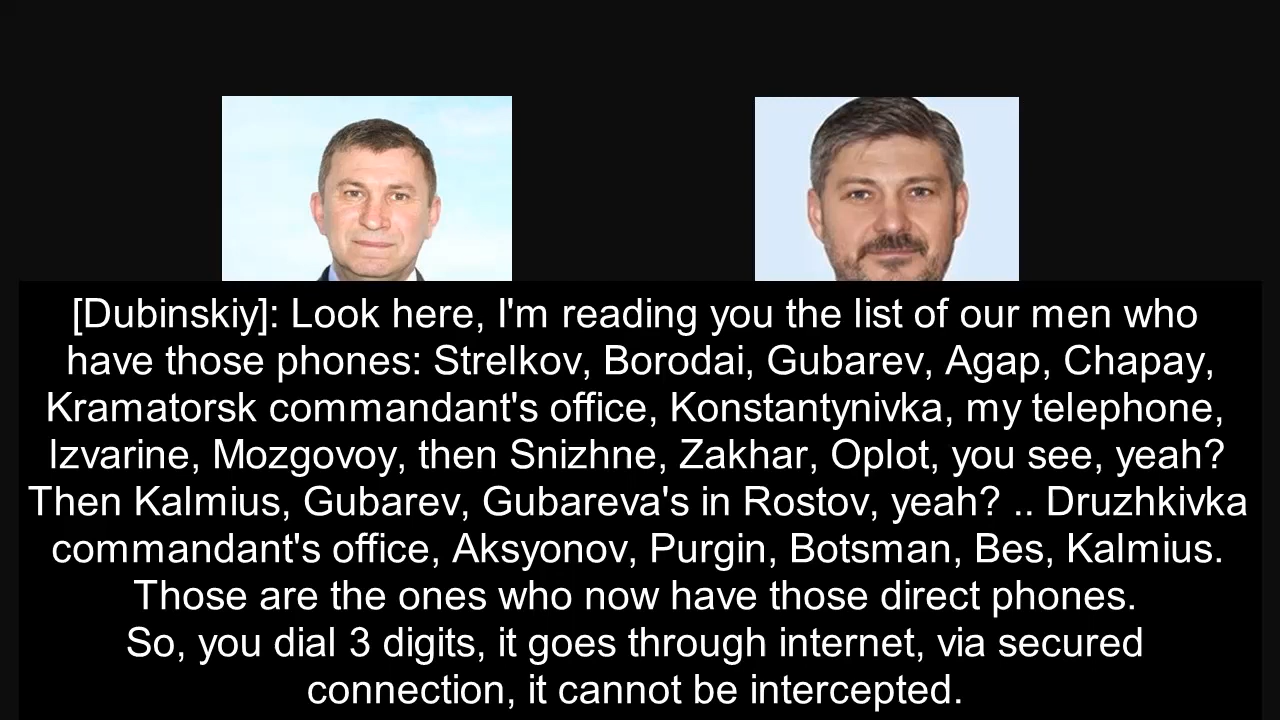 [Dubinskiy]: Look here, I'm reading you the list of our men who
have those phones: Strelkov, Borodai, Gubarev, Agap, Chapay,
Kramatorsk commandant's office, Konstantynivka, my telephone,
Izvarine, Mozgovoy, then Snizhne, Zakhar, Oplot, you see, yeah?
Then Kalmius, Gubarev, Gubareva's in Rostov, yeah? .. Druzhkivka
commandant's office, Aksyonov, Purgin, Botsman, Bes, Kalmius.
Those are the ones who now have those direct phones.
So, you dial 3 digits, it goes through internet, via secured
connection, it cannot be intercepted.